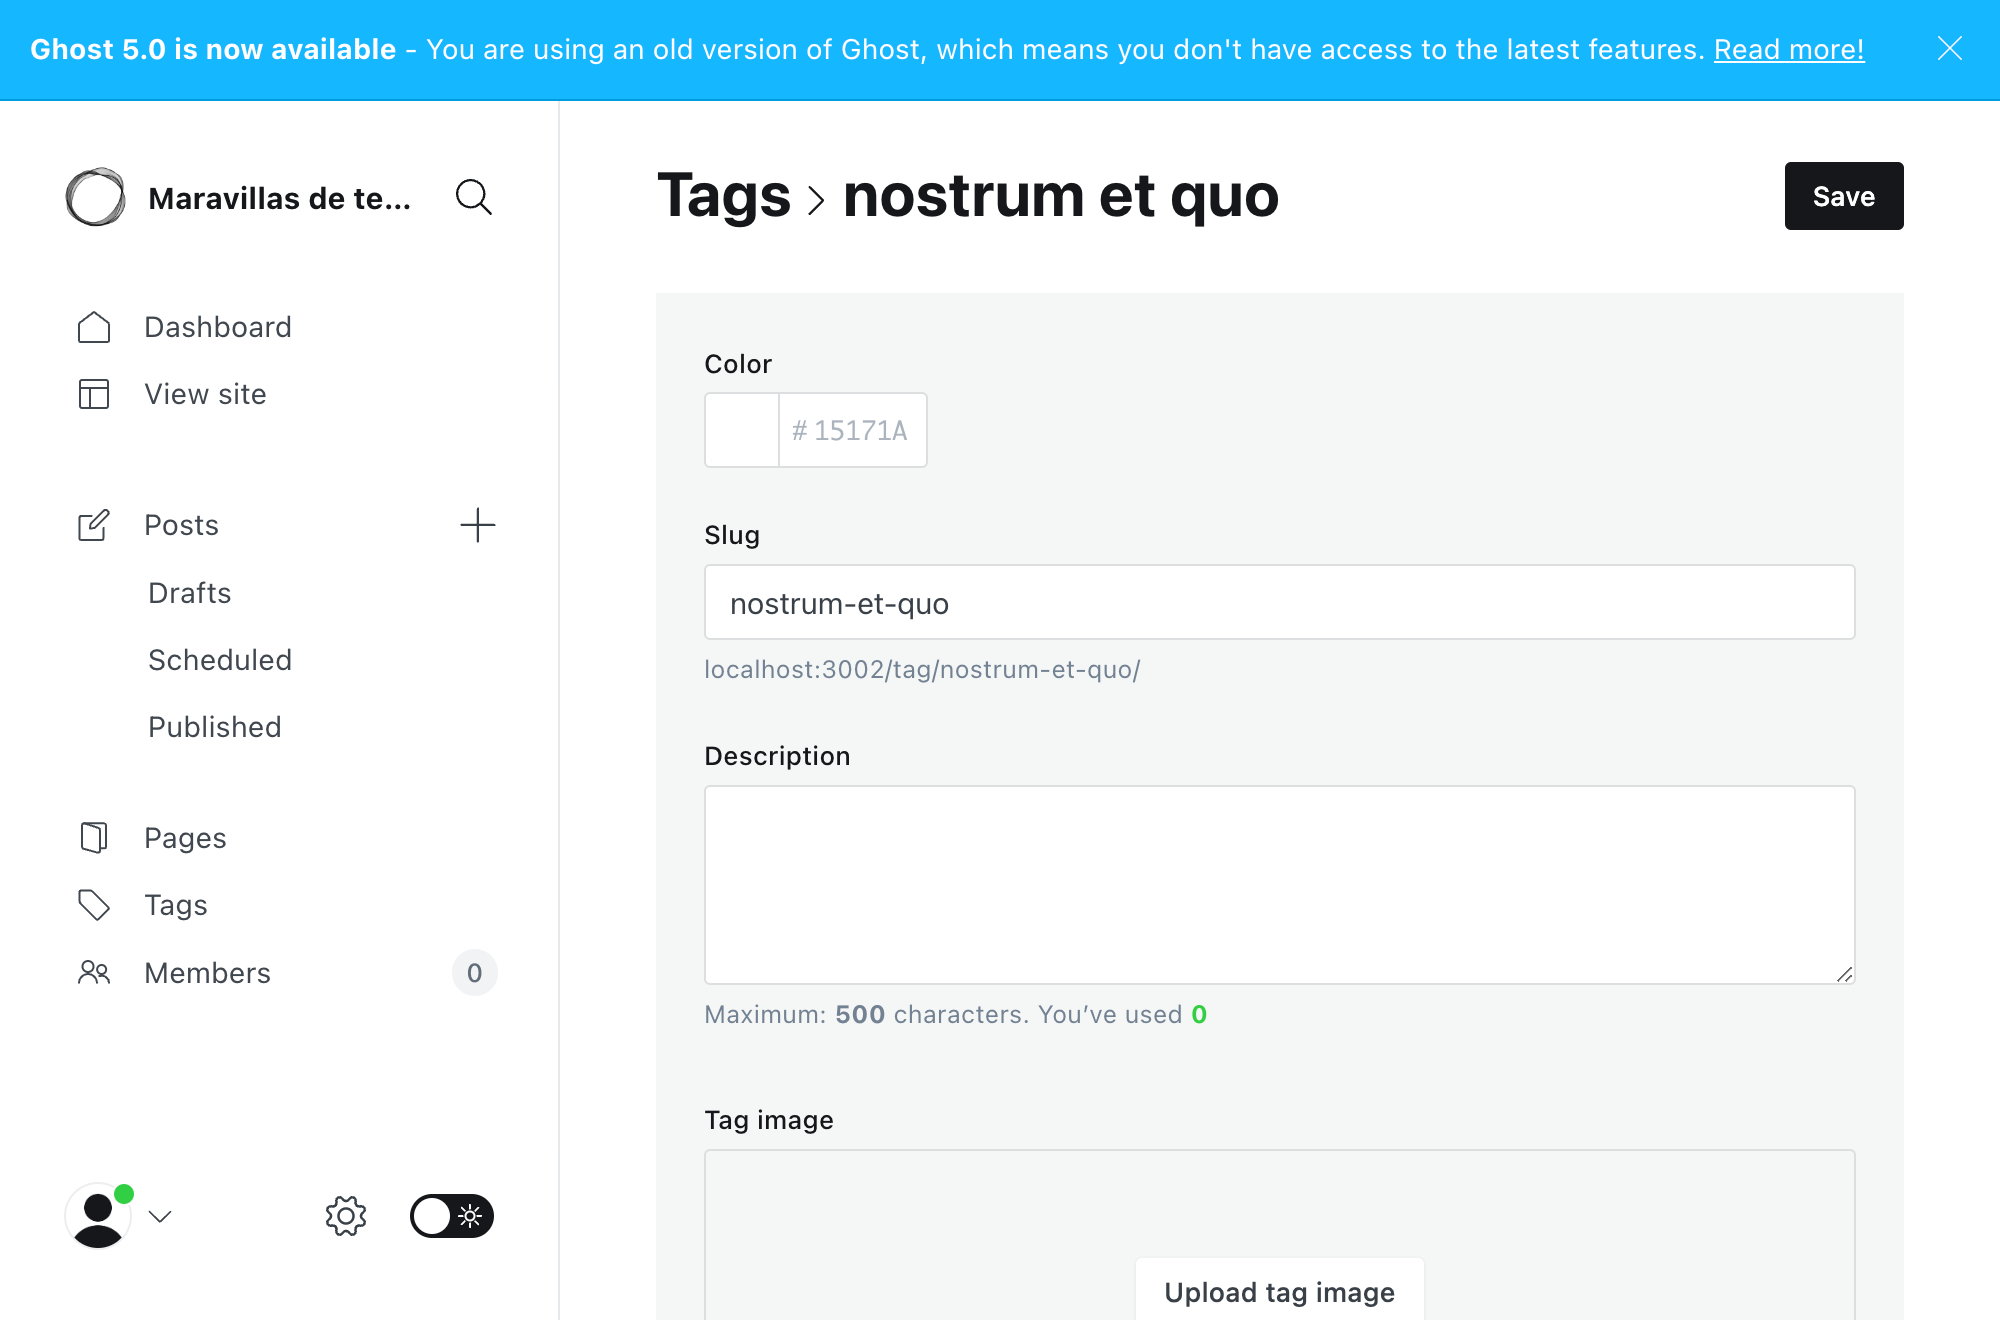 Ghost 5.0 is now available - You are using an old version of Ghost, which means you don't have access to the latest features. Read more!
Maravillas de te...
Dashboard
View site
Posts
Drafts
Scheduled
Published
Pages
Tags
Members 0
Tags > nostrum et quo
Save
Color
# 15171A
Slug
nostrum-et-quo
localhost:3002/tag/nostrum-et-quo/
Description
Maximum: 500 characters. You’ve used 0
Tag image
Upload tag image